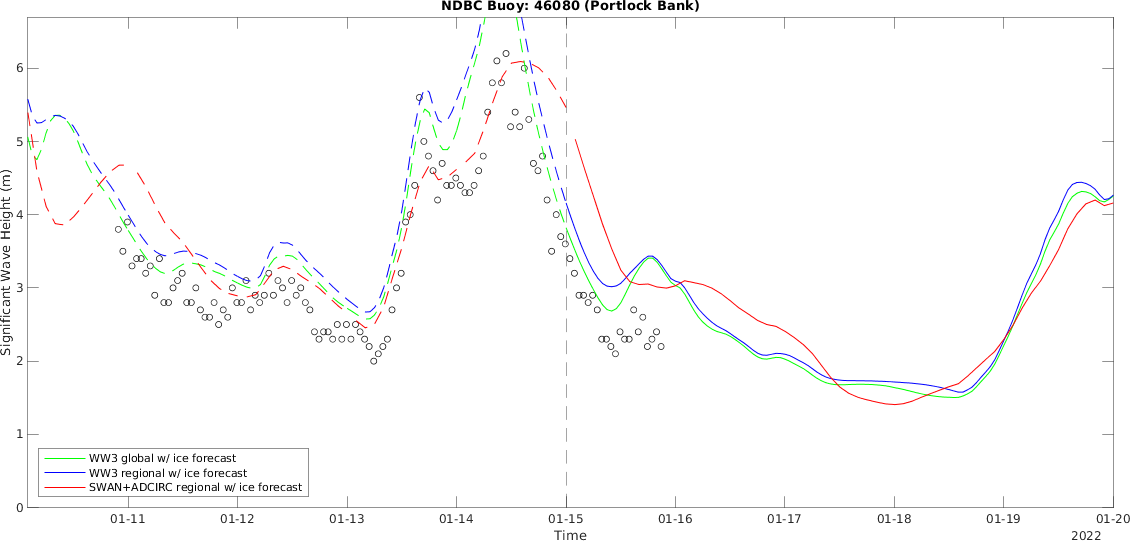 NDBC Buoy: 46080 (Portlock Bank)
Significant Wave Height (m)
6
5
4
3
2
1
0
WW3 global w/ ice forecast
WW3 regional w/ ice forecast
SWAN+ADCIRC regional w/ ice forecast
01-11 01-12 01-13 01-14 01-15 01-16 01-17 01-18 01-19 01-20
Time
2022